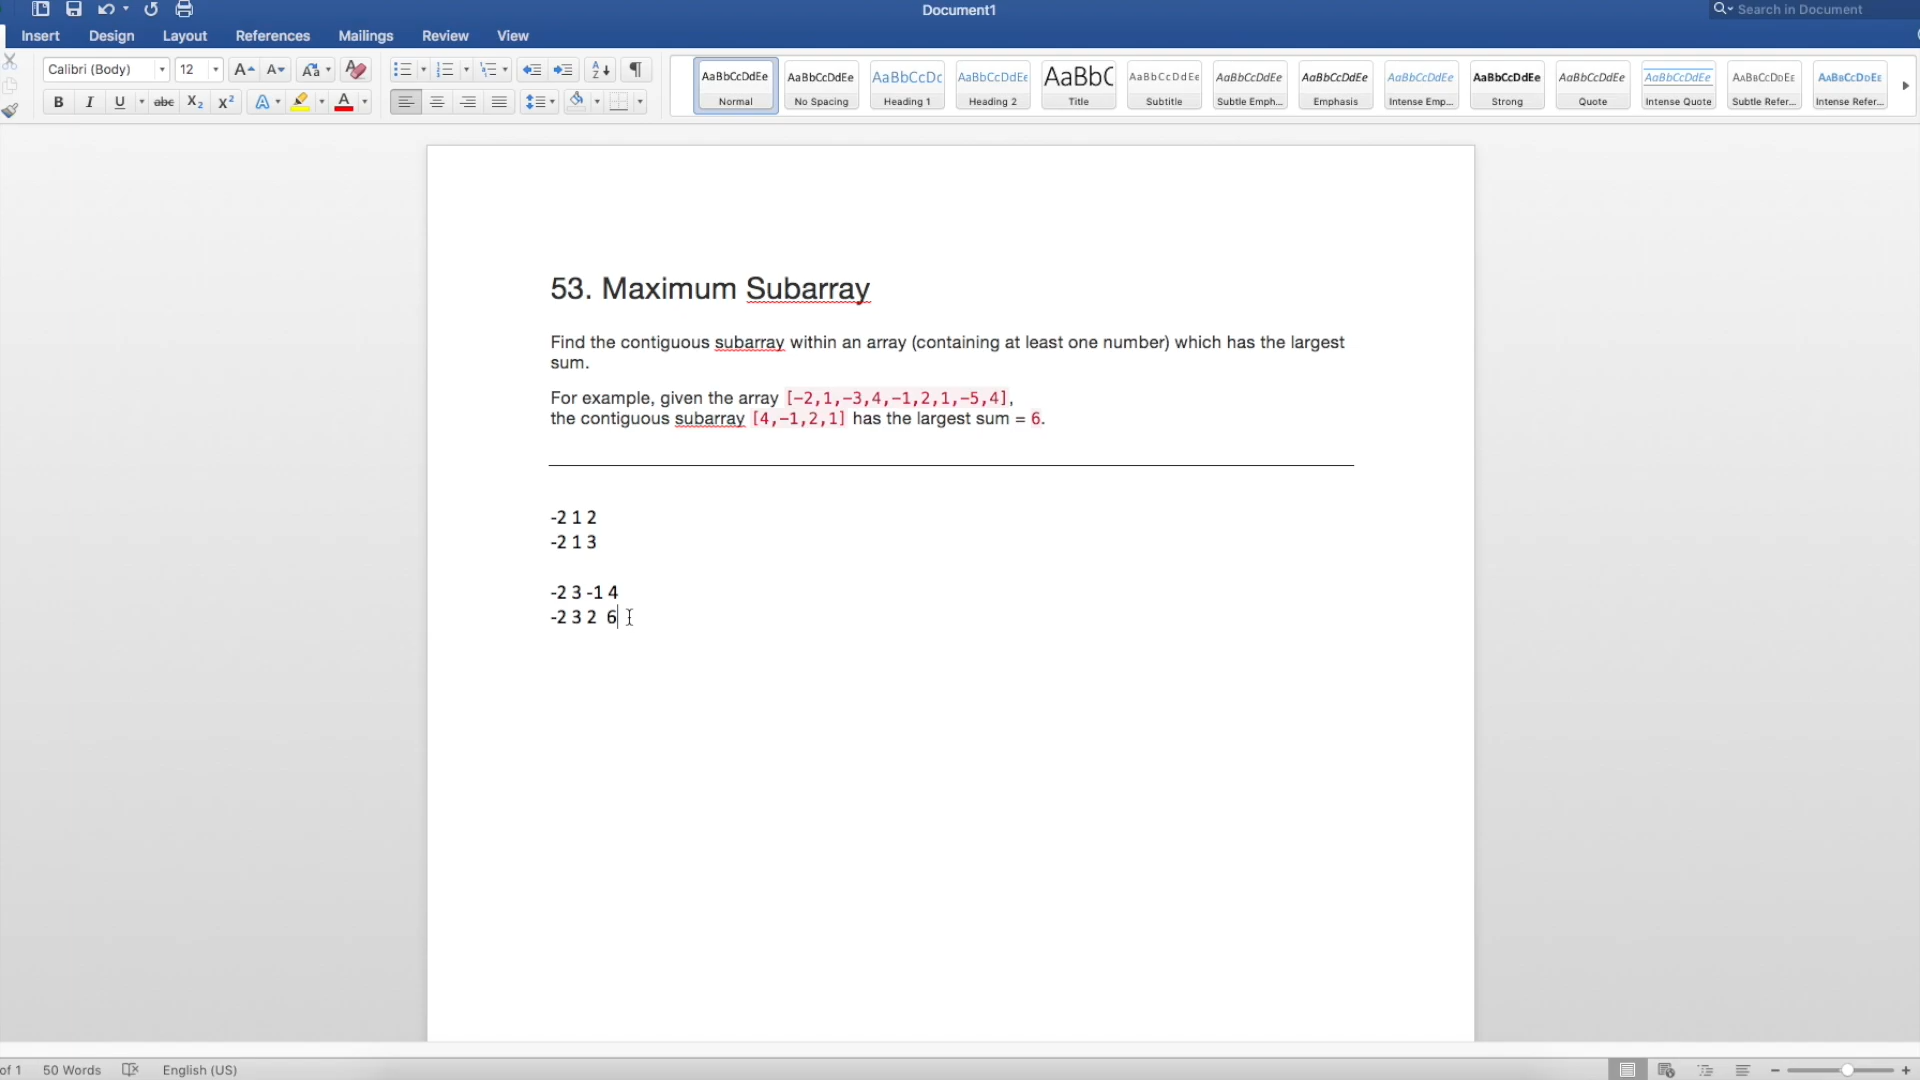 Document1
Search in Document
Insert Design Layout References Mailings Review View
Calibri (Body) 12 A A Aa A
B I U abc X2 X2 A A
AaBbCcDdEe AaBbCcDdEe AaBbCcDc AaBbCcDdEe AaBbC AaBbCcDdEe AaBbCcDdEe AaBbCcDdEe AaBbCcDdEe AaBbCcDdEe AaBbCcDdEe AaBbCcDdEe AaBbCcDdEe AaBbCcDdEe
Normal No Spacing Heading 1 Heading 2 Title Subtitle Subtle Emph... Emphasis Intense Emp... Strong Quote Intense Quote Subtle Refer... Intense Refer...
53. Maximum Subarray
Find the contiguous subarray within an array (containing at least one number) which has the largest
sum.
For example, given the array [-2,1,-3,4,-1,2,1,-5,4],
the contiguous subarray [4,-1,2,1] has the largest sum = 6.
-2 1 2
-2 1 3
-2 3 -1 4
-2 3 2 6
of 1 50 Words English (US)